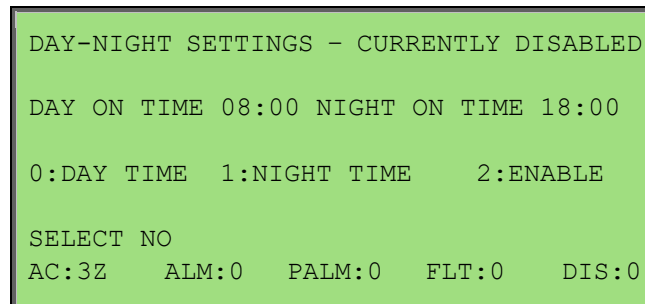 DAY-NIGHT SETTINGS – CURRENTLY DISABLED
DAY ON TIME 08:00 NIGHT ON TIME 18:00
0:DAY TIME 1:NIGHT TIME 2:ENABLE
SELECT NO
AC:3Z ALM:0 PALM:0 FLT:0 DIS:0